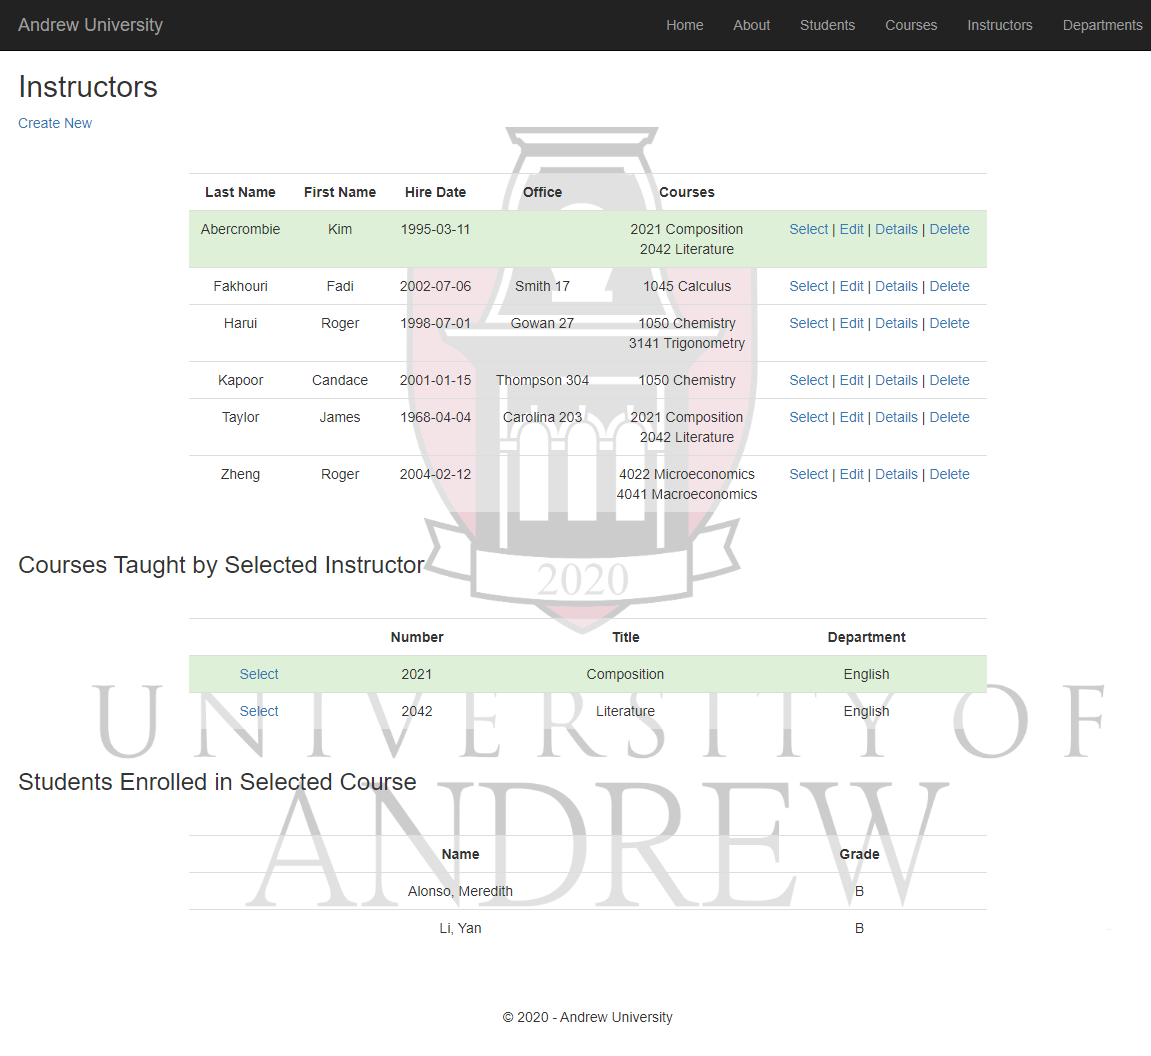 Andrew University Home About Students Courses Instructors Departments
Instructors
Create New
Last Name First Name Hire Date Office Courses
Abercrombie Kim 1995-03-11 2021 Composition Select | Edit | Details | Delete
2042 Literature
Fakhouri Fadi 2002-07-06 Smith 17 1045 Calculus Select | Edit | Details | Delete
Harui Roger 1998-07-01 Gowan 27 1050 Chemistry Select | Edit | Details | Delete
3141 Trigonometry
Kapoor Candace 2001-01-15 Thompson 304 1050 Chemistry Select | Edit | Details | Delete
Taylor James 1968-04-04 Carolina 203 2021 Composition Select | Edit | Details | Delete
2042 Literature
Zheng Roger 2004-02-12 4022 Microeconomics Select | Edit | Details | Delete
4041 Macroeconomics
Courses Taught by Selected Instructor
2020
Number Title Department
Select 2021 Composition English
Select 2042 Literature English
UNIVERSITY OF
Students Enrolled in Selected Course
ANDREW
Name Grade
Alonso, Meredith B
Li, Yan B
© 2020 - Andrew University